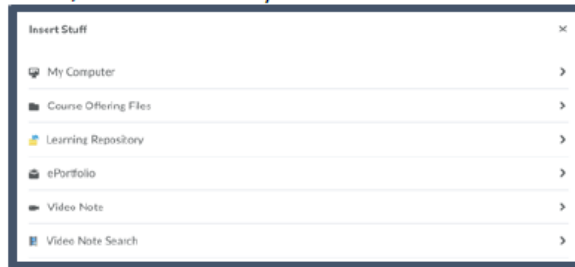 Insert Stuff ×
My Computer
Course Offering Files
Learning Repository
ePortfolio
Video Note
Video Note Search